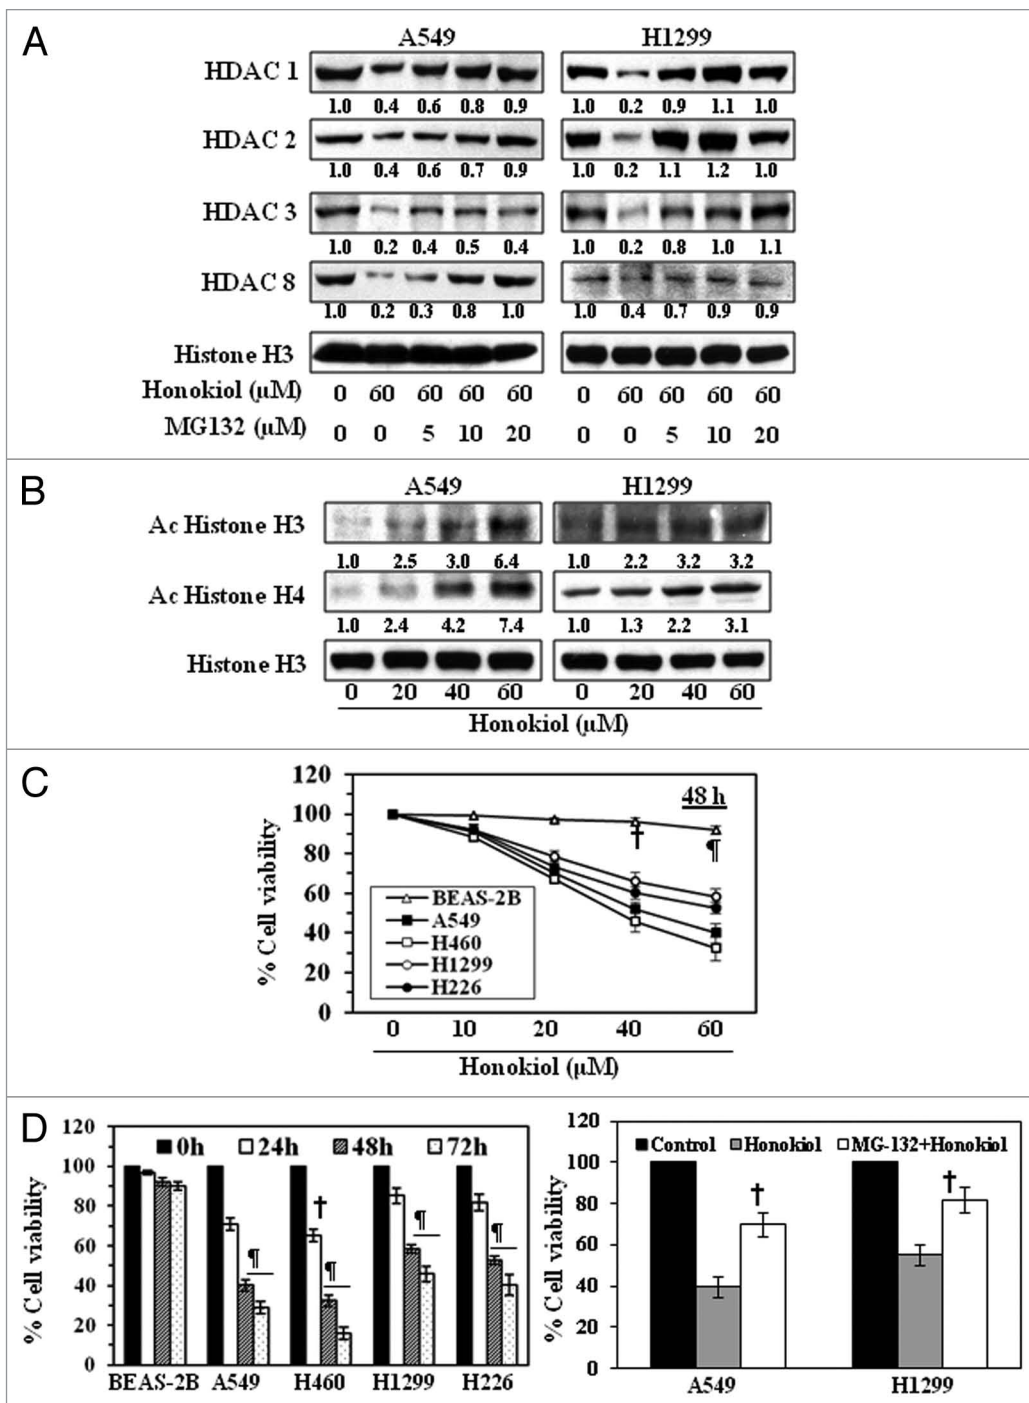 A
A549 H1299
HDAC 1
1.0 0.4 0.6 0.8 0.9 1.0 0.2 0.9 1.1 1.0
HDAC 2
1.0 0.4 0.6 0.7 0.9 1.0 0.2 1.1 1.2 1.0
HDAC 3
1.0 0.2 0.4 0.5 0.4 1.0 0.2 0.8 1.0 1.1
HDAC 8
1.0 0.2 0.3 0.8 1.0 1.0 0.4 0.7 0.9 0.9
Histone H3
Honokiol (µM) 0 60 60 60 60 0 60 60 60 60
MG132 (µM) 0 0 5 10 20 0 0 5 10 20
B
A549 H1299
Ac Histone H3
1.0 2.5 3.0 6.4 1.0 2.2 3.2 3.2
Ac Histone H4
1.0 2.4 4.2 7.4 1.0 1.3 2.2 3.1
Histone H3
0 20 40 60 0 20 40 60
Honokiol (µM)
C
% Cell viability
120
100
80
60
40
20
0
48 h
†
¶
BEAS-2B
A549
H460
H1299
H226
0 10 20 40 60
Honokiol (µM)
D
% Cell viability
120
100
80
60
40
20
0
0h 24h 48h 72h
¶ † ¶ ¶ ¶
BEAS-2B A549 H460 H1299 H226
% Cell viability
120
100
80
60
40
20
0
Control Honokiol MG-132+Honokiol
† †
A549 H1299